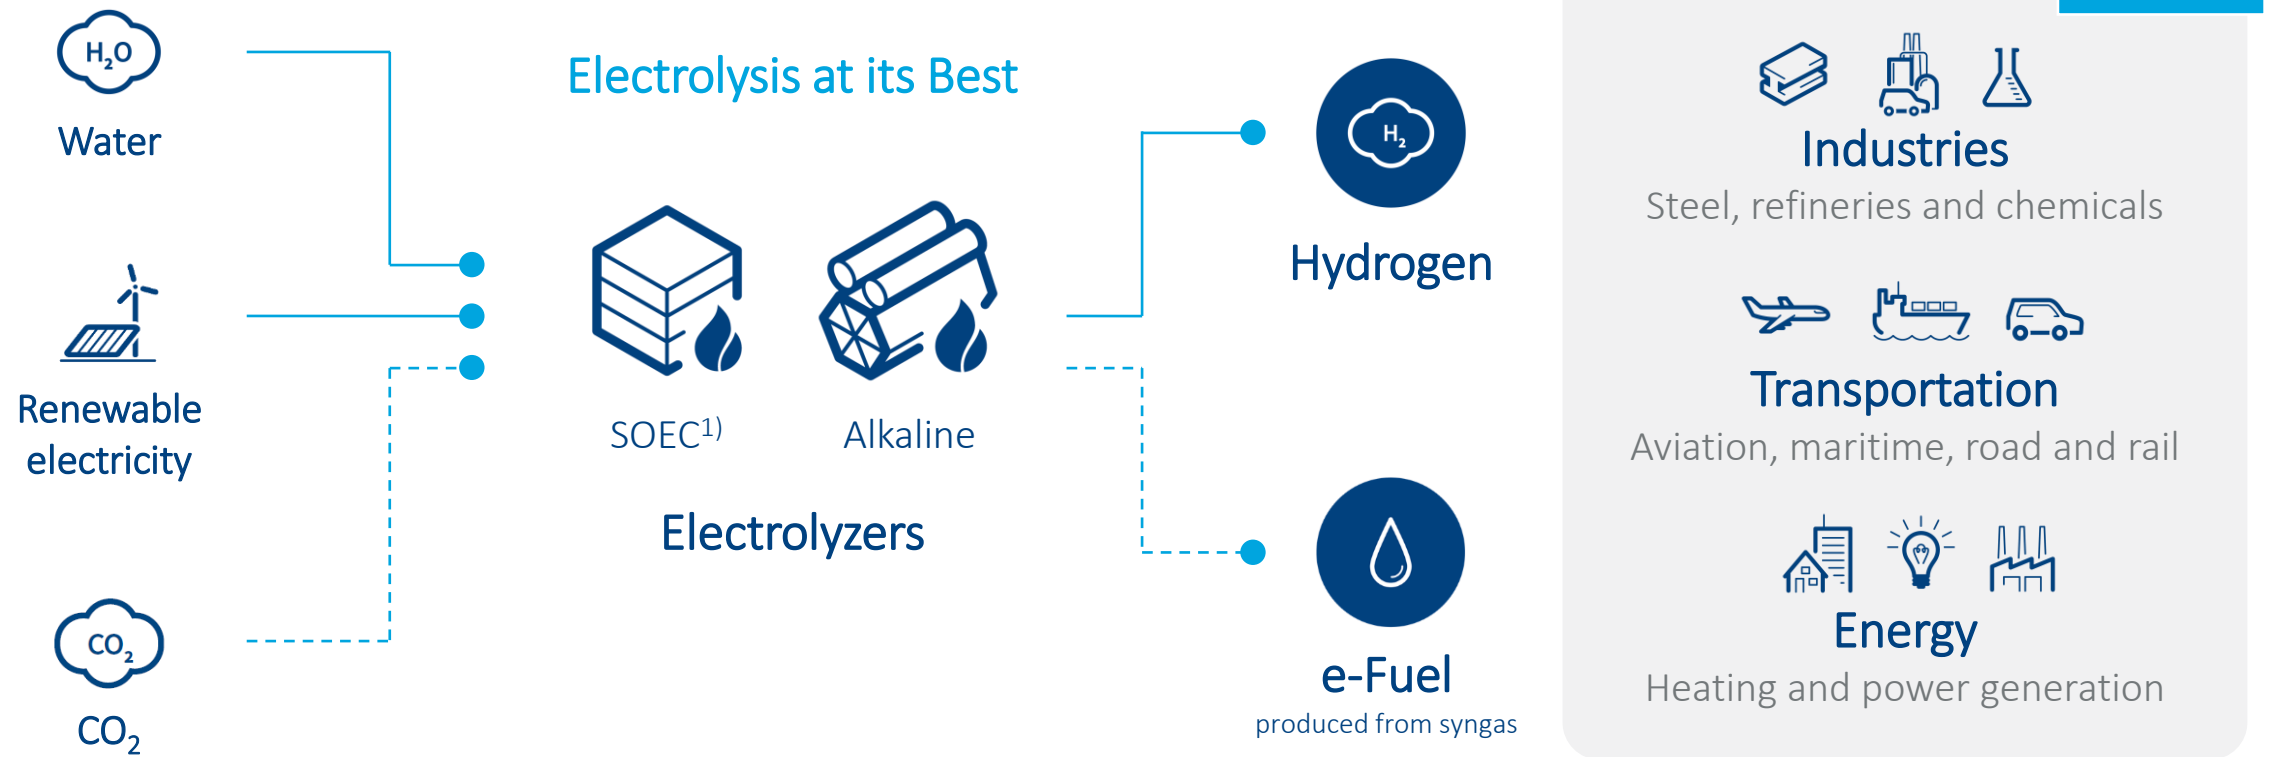 H₂O
Water
Renewable
electricity
CO₂
CO₂
Electrolysis at its Best
SOEC¹⁾
Alkaline
Electrolyzers
H₂
Hydrogen
e-Fuel
produced from syngas
Industries
Steel, refineries and chemicals
Transportation
Aviation, maritime, road and rail
Energy
Heating and power generation